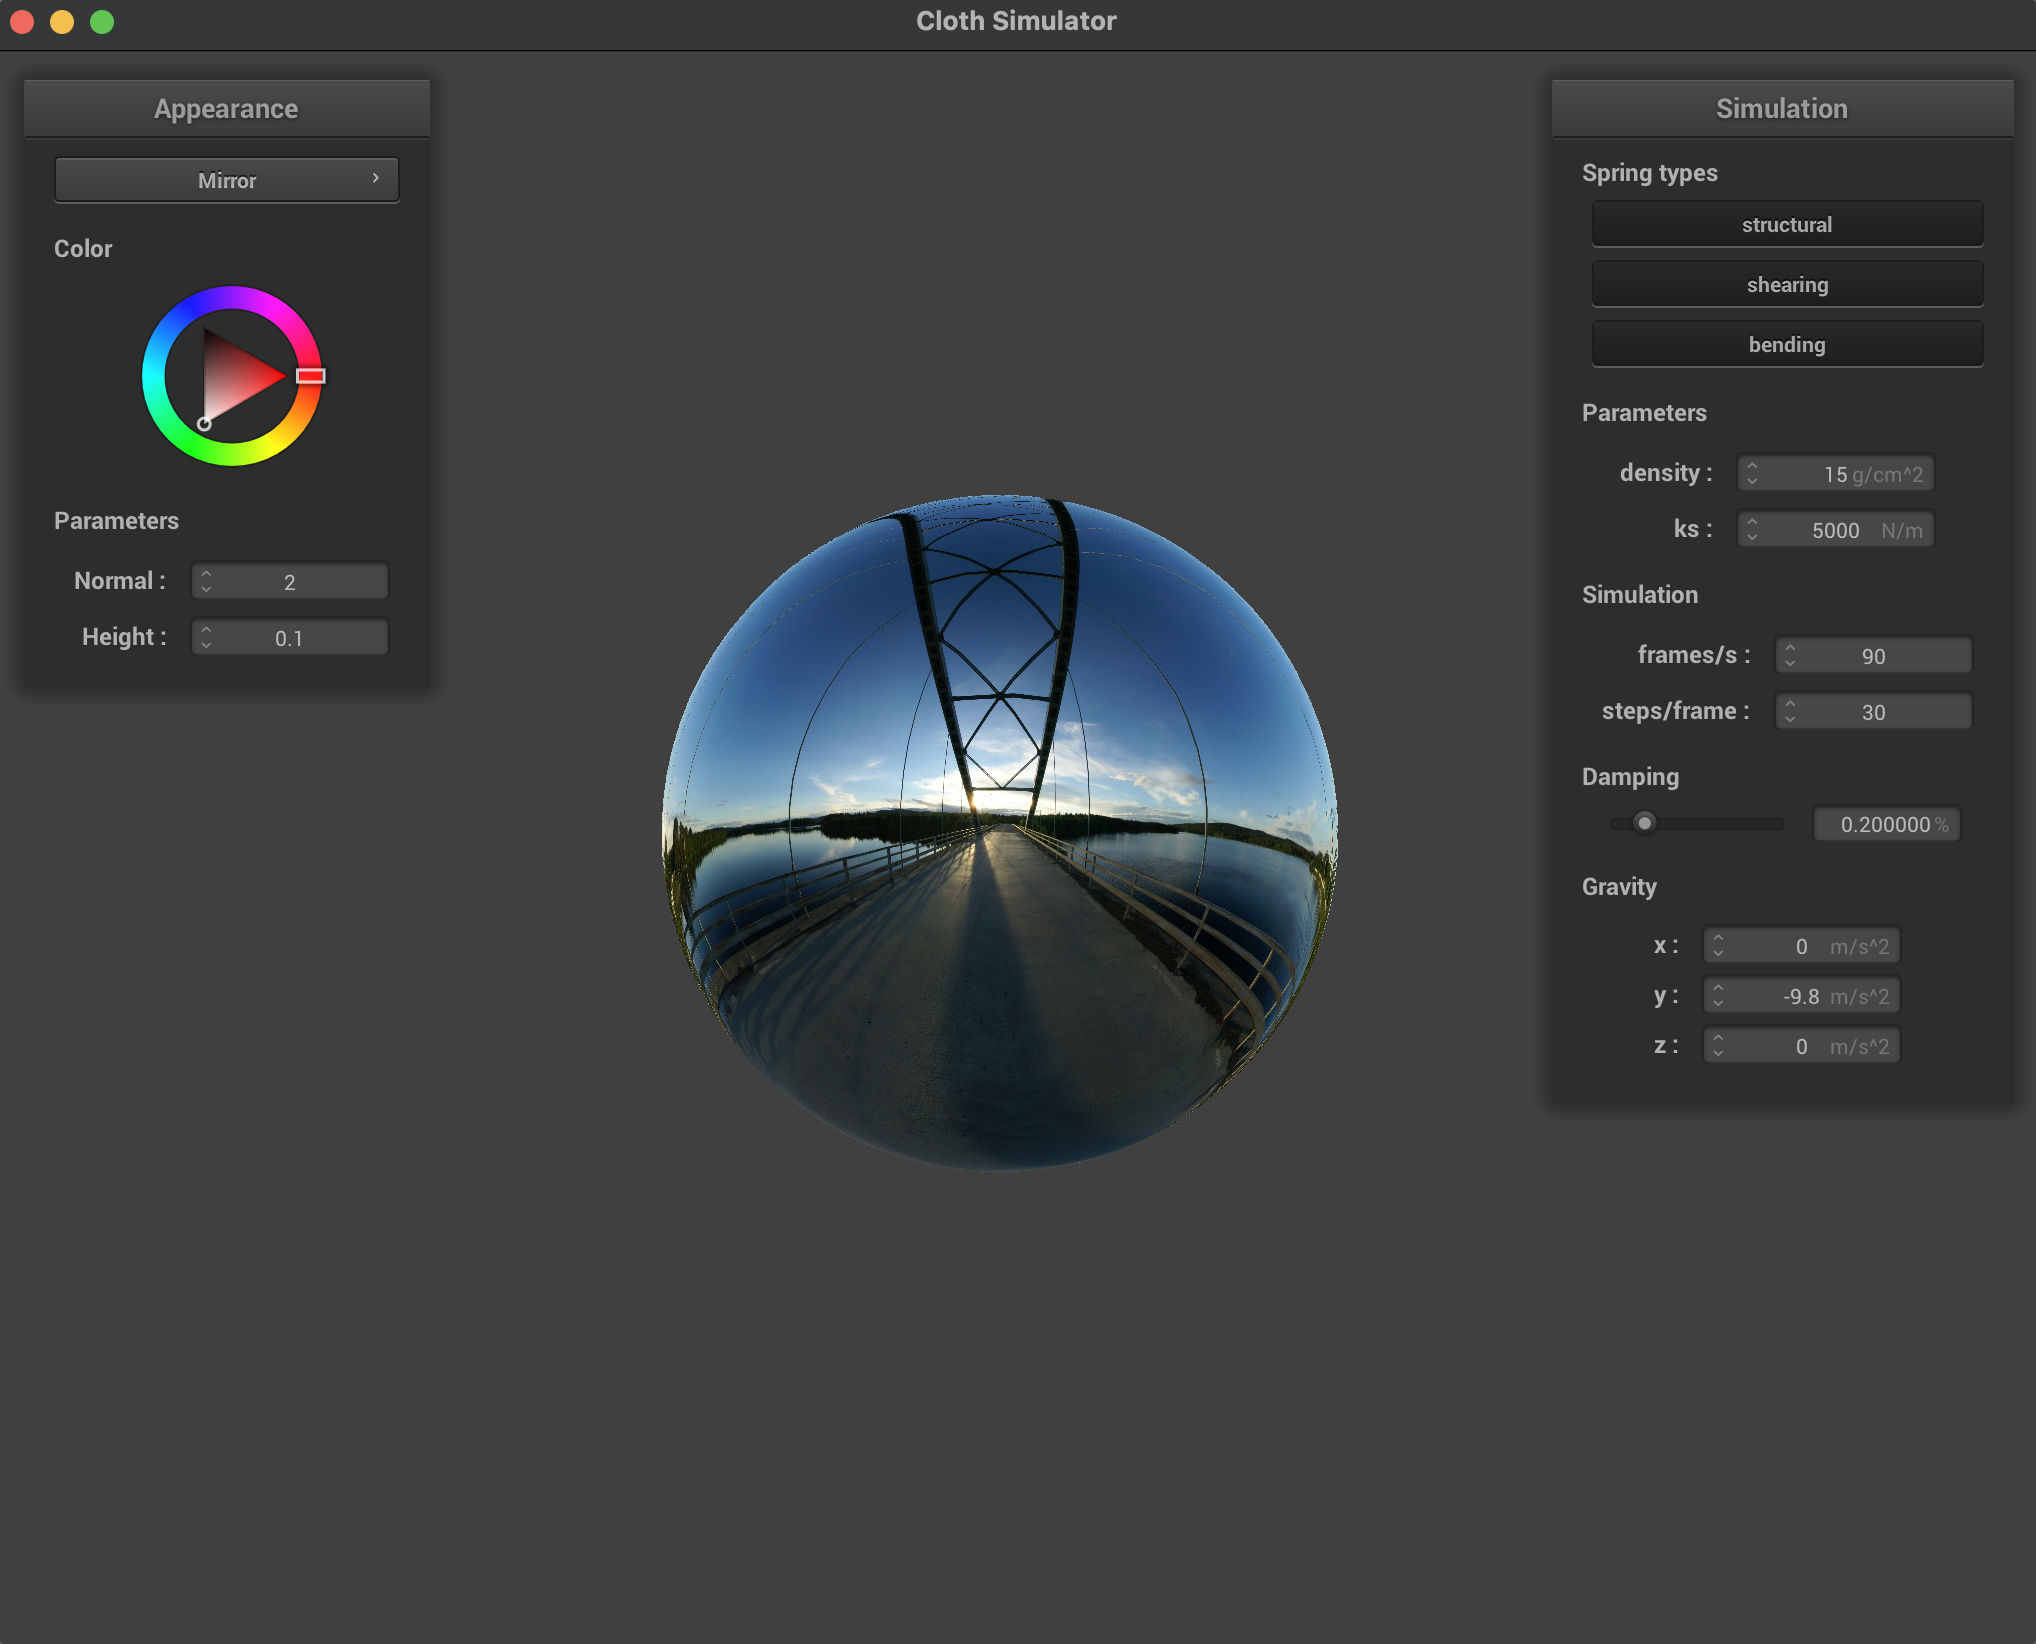 Cloth Simulator
Appearance
Mirror
Color
Parameters
Normal : 2
Height : 0.1
Simulation
Spring types
structural
shearing
bending
Parameters
density : 15 g/cm^2
ks : 5000 N/m
Simulation
frames/s : 90
steps/frame : 30
Damping
0.200000 %
Gravity
x : 0 m/s^2
y : -9.8 m/s^2
z : 0 m/s^2